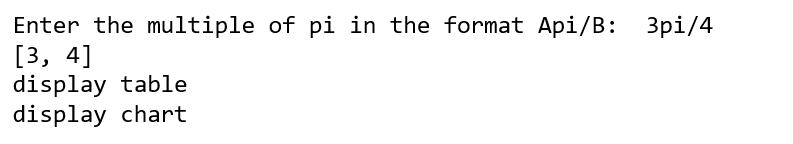 Enter the multiple of pi in the format Api/B:  3pi/4
[3, 4]
display table
display chart